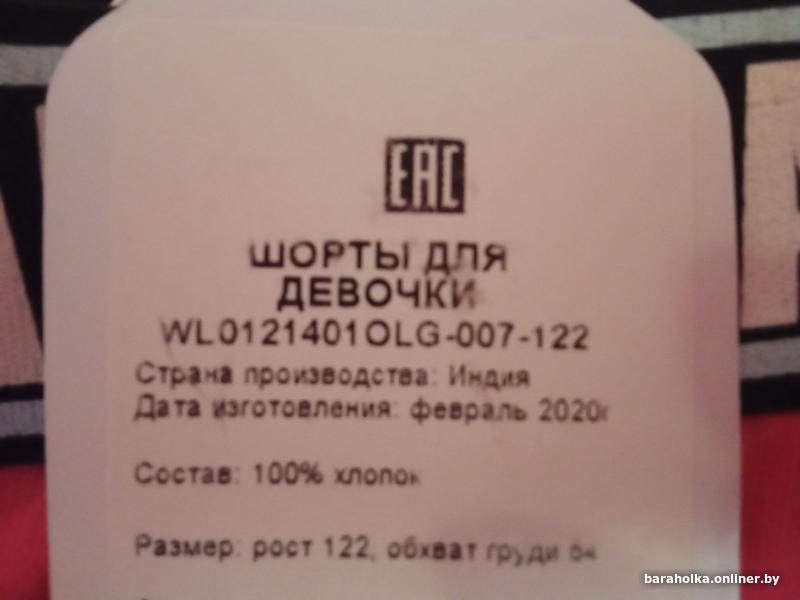 EAC
ШОРТЫ ДЛЯ
ДЕВОЧКИ
WL0121401OLG-007-122
Страна производства: Индия
Дата изготовления: февраль 2020г
Состав: 100% хлопок
Размер: рост 122, обхват груди
baraholka.onliner.by